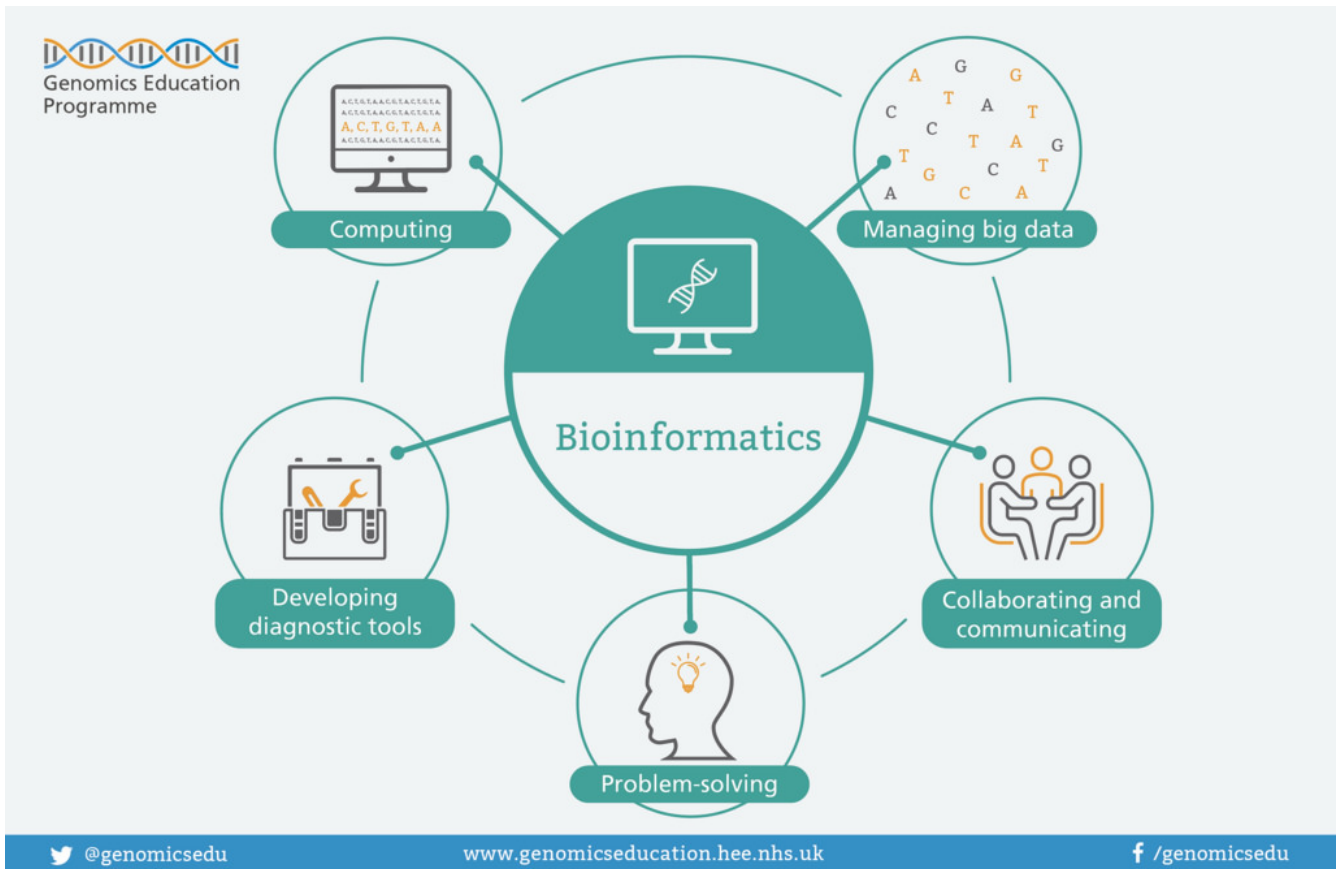 Genomics Education
Programme
A,C,T,G,T,A,A,C,G,T,A,C,T,G,T,A,
A,C,T,G,T,A,A,C,G,T,A,C,T,G,T,A,
A, C, T, G, T, A, A
A,C,T,G,T,A,A,C,G,T,A,C,T,G,T,A,
Computing
A G G
C T A T
C T A G
T G C T
A C A
Managing big data
Bioinformatics
Developing
diagnostic tools
Collaborating and
communicating
Problem-solving
@genomicsedu
www.genomicseducation.hee.nhs.uk
f /genomicsedu